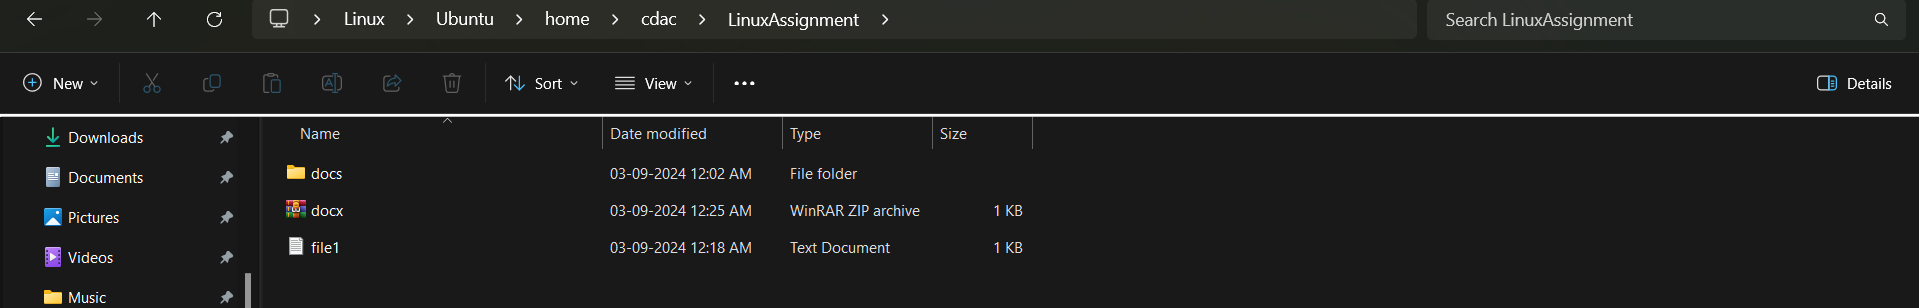 Linux > Ubuntu > home > cdac > LinuxAssignment > Search LinuxAssignment
New Sort View ••• Details
Name Date modified Type Size
Downloads
Documents
Pictures
Videos
Music
docs 03-09-2024 12:02 AM File folder
docx 03-09-2024 12:25 AM WinRAR ZIP archive 1 KB
file1 03-09-2024 12:18 AM Text Document 1 KB